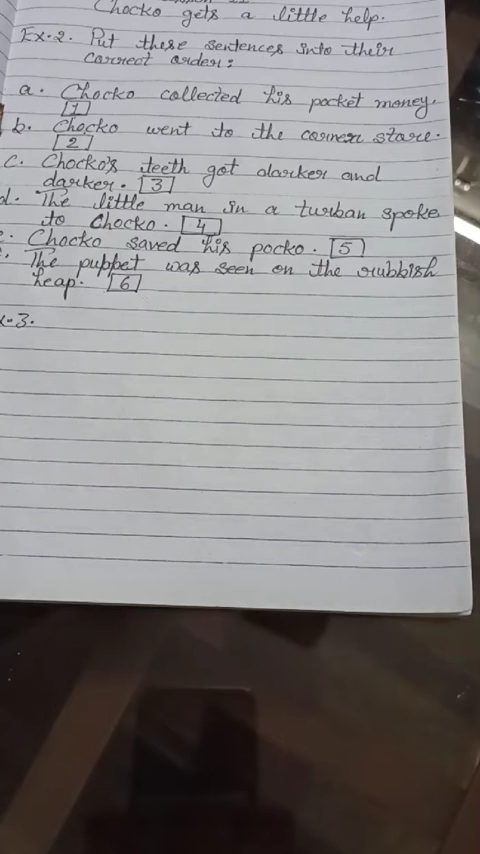 Chocko gets a little help.
Ex.2. Put these sentences into their
correct order:
a. Chocko collected his pocket money.
[1]
b. Chocko went to the corner store.
[2]
c. Chocko's teeth got darker and
darker. [3]
d. The little man in a turban spoke
to Chocko. [4]
e. Chocko saved his pocko. [5]
. The puppet was seen on the rubbish
heap. [6]
x.3.